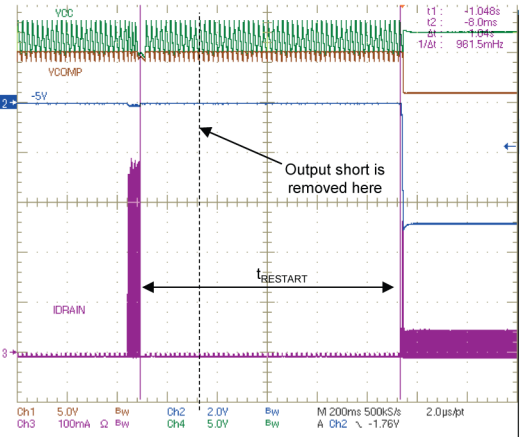 VCC
t1 : -1.048s
t2 : -8.0ms
Δt : 1.04s
1/Δt : 961.5mHz
VCOMP
-5V
2
Output short is
removed here
tRESTART
IDRAIN
3
Ch1 5.0V Bw Ch2 2.0V Bw M 200ms 500kS/s 2.0µs/pt
Ch3 100mA Ω Bw Ch4 5.0V Bw A Ch2 \ -1.76V